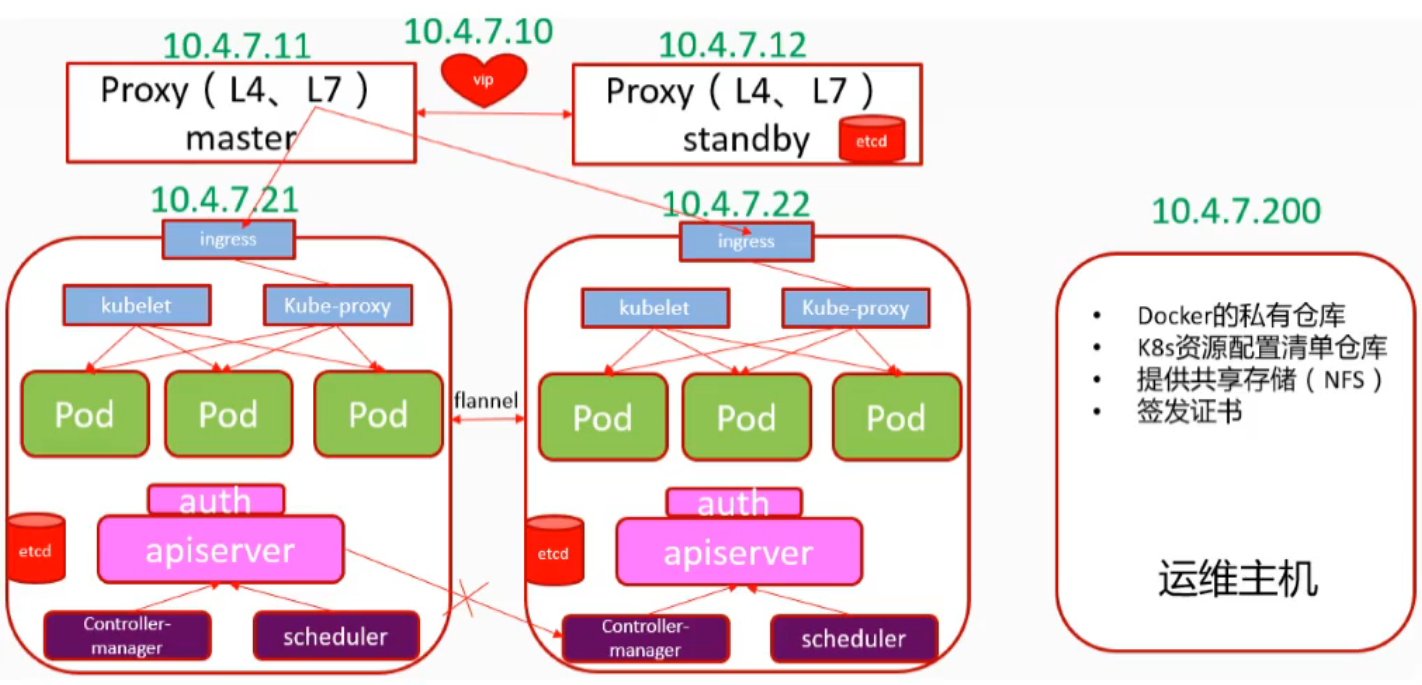 10.4.7.11
10.4.7.10
10.4.7.12
Proxy（L4、L7）
master
vip
Proxy（L4、L7）
standby
etcd
10.4.7.21
ingress
kubelet
Kube-proxy
Pod
Pod
Pod
auth
apiserver
etcd
Controller-
manager
scheduler
flannel
10.4.7.22
ingress
kubelet
Kube-proxy
Pod
Pod
Pod
auth
apiserver
etcd
Controller-
manager
scheduler
10.4.7.200
• Docker的私有仓库
• K8s资源配置清单仓库
• 提供共享存储（NFS）
• 签发证书
运维主机